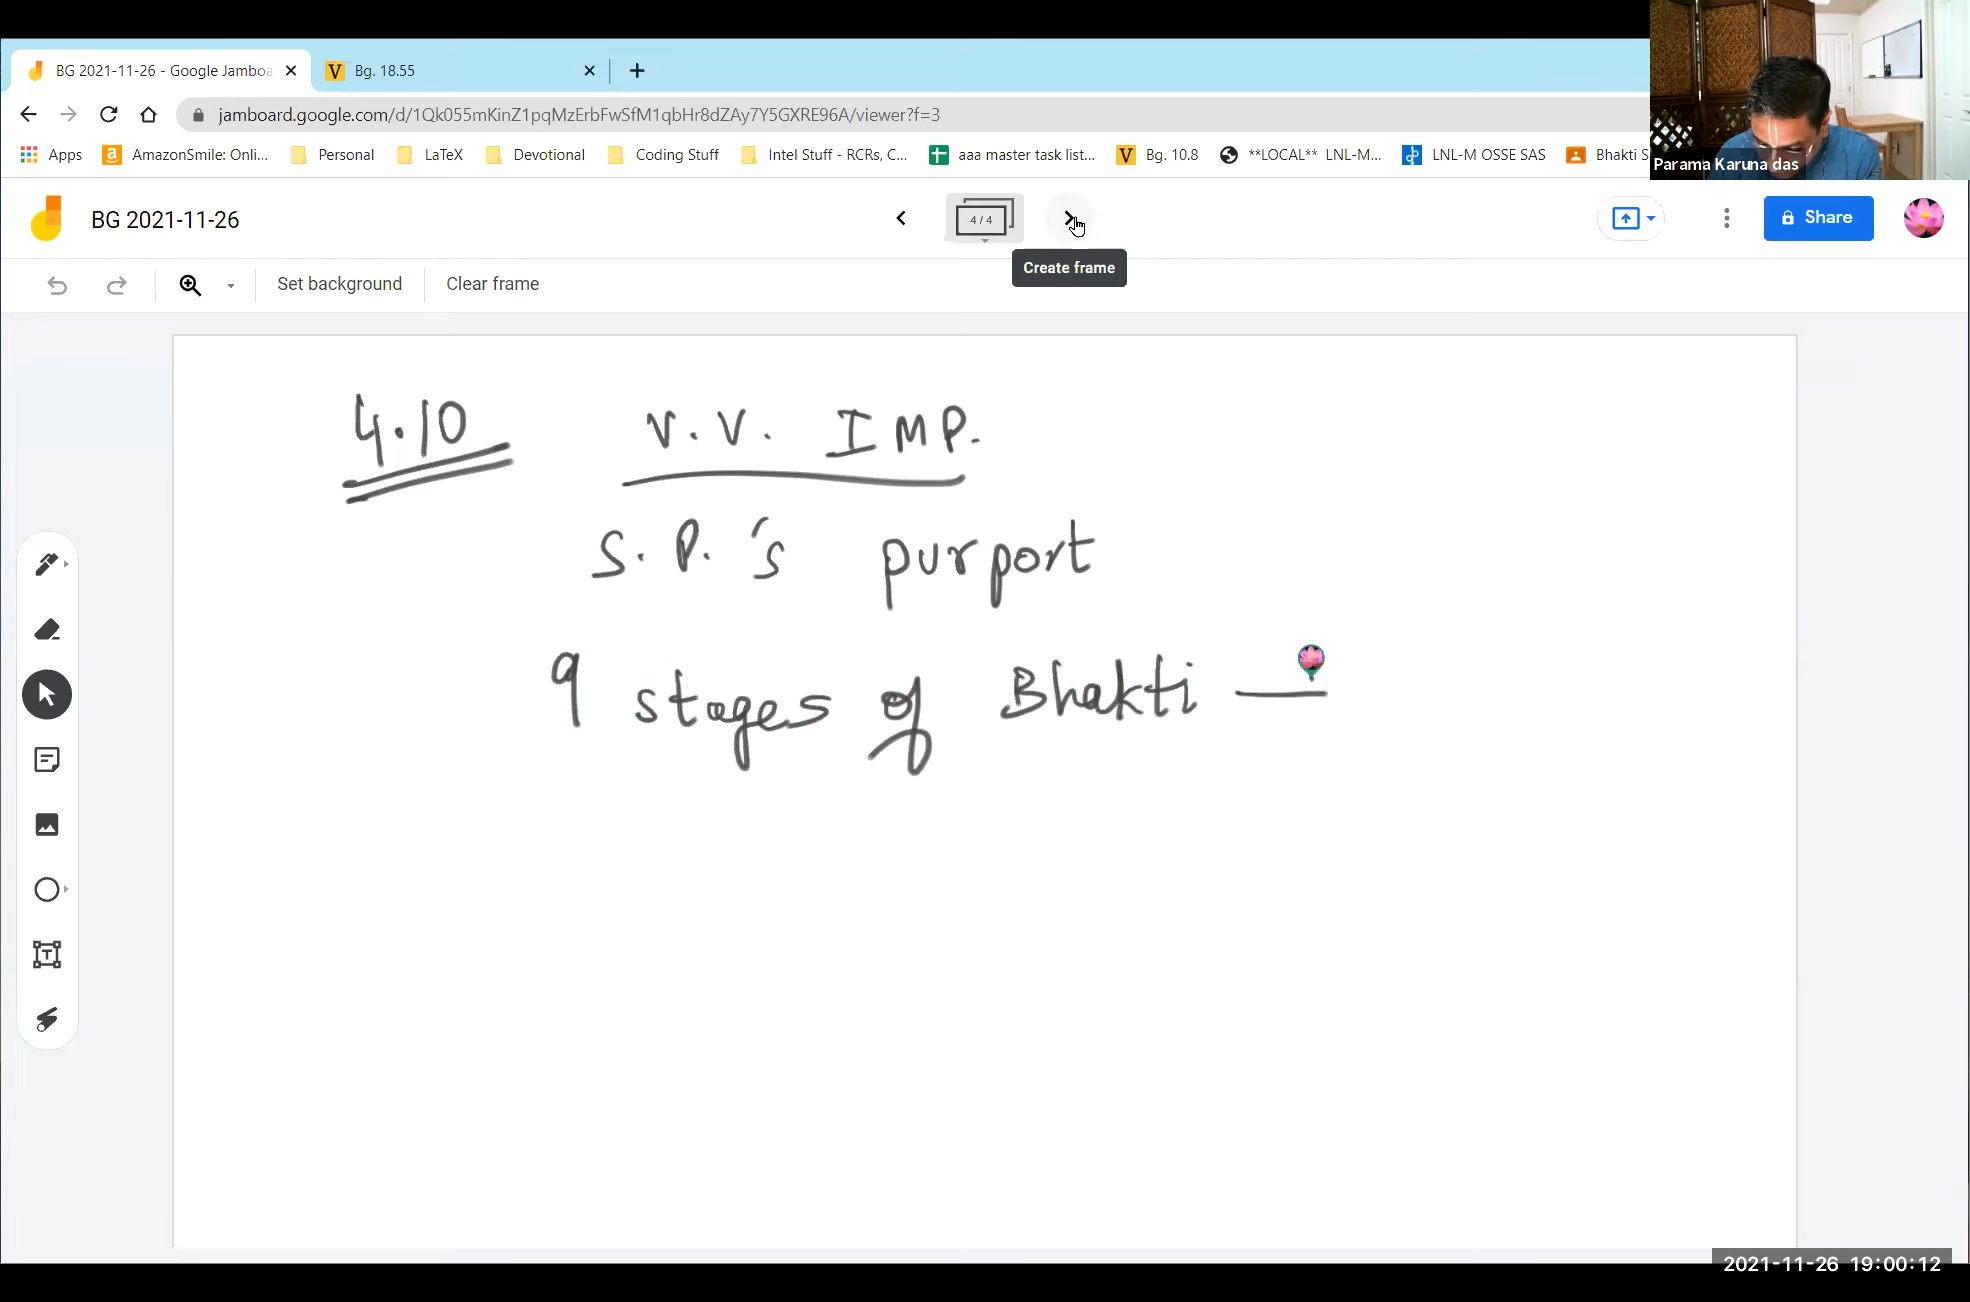 BG 2021-11-26 - Google Jamboa
Bg. 18.55
jamboard.google.com/d/1Qk055mKinZ1pqMzErbFwSfM1qbHr8dZAy7Y5GXRE96A/viewer?f=3
Apps AmazonSmile: Onli... Personal LaTeX Devotional Coding Stuff Intel Stuff - RCRs, C... aaa master task list... Bg. 10.8 **LOCAL** LNL-M... LNL-M OSSE SAS Bhakti S
Parama Karuna das
BG 2021-11-26
4 / 4
Share
Create frame
Set background Clear frame
4.10 V.V. IMP.
S.P.'s purport
9 stages of Bhakti —
2021-11-26 19:00:12